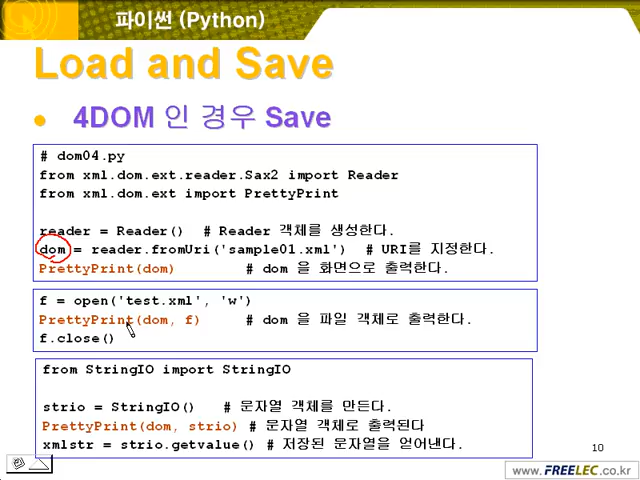 파이썬 (Python)
Load and Save
4DOM 인 경우 Save
# dom04.py
from xml.dom.ext.reader.Sax2 import Reader
from xml.dom.ext import PrettyPrint
reader = Reader() # Reader 객체를 생성한다.
dom = reader.fromUri('sample01.xml') # URI를 지정한다.
PrettyPrint(dom) # dom 을 화면으로 출력한다.
f = open('test.xml', 'w')
PrettyPrint(dom, f) # dom 을 파일 객체로 출력한다.
f.close()
from StringIO import StringIO
strio = StringIO() # 문자열 객체를 만든다.
PrettyPrint(dom, strio) # 문자열 객체로 출력된다
xmlstr = strio.getvalue() # 저장된 문자열을 얻어낸다.
10
www.FREELEC.co.kr